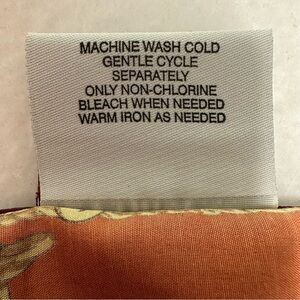 MACHINE WASH COLD
GENTLE CYCLE
SEPARATELY
ONLY NON-CHLORINE
BLEACH WHEN NEEDED
WARM IRON AS NEEDED